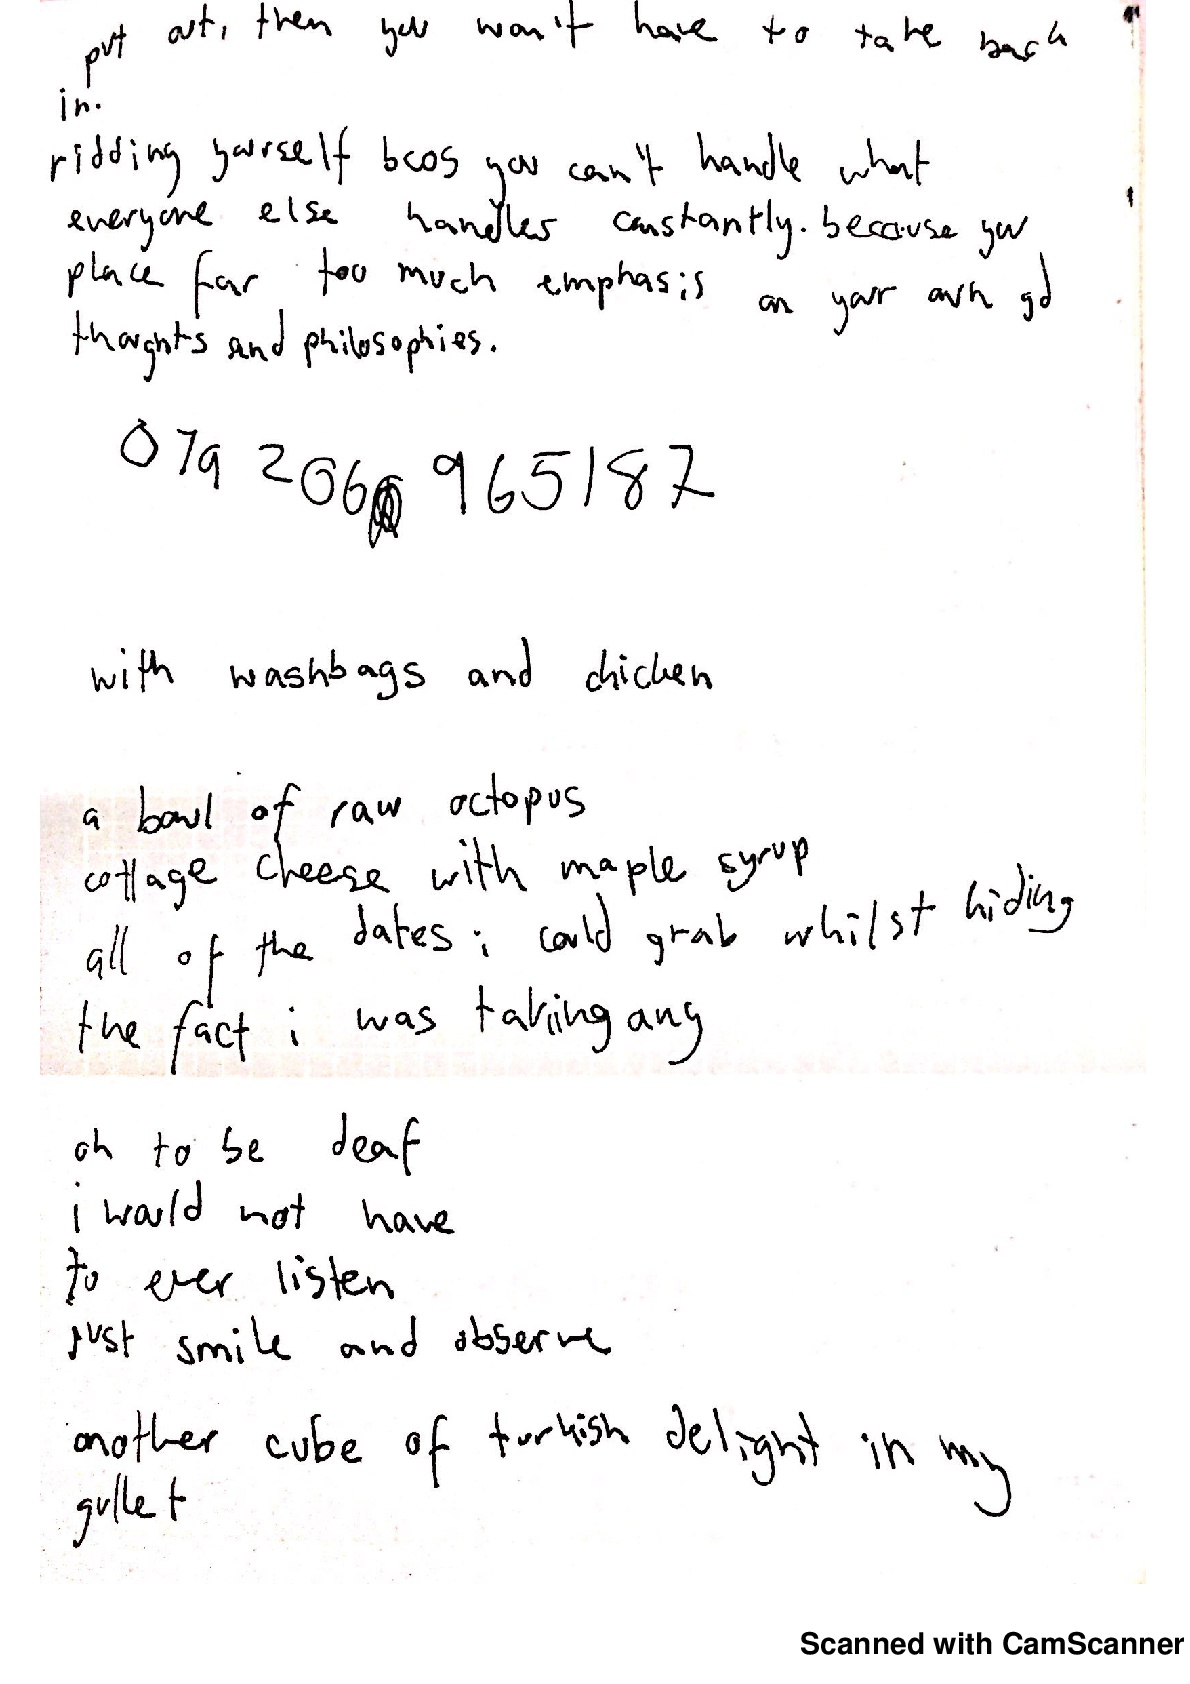 put out, then you won't have to take back
in.
ridding yourself bcos you can't handle what
everyone else handles constantly. because you
place far too much emphasis on your own gd
thoughts and philosophies.
079 206 965187
with washbags and chicken
a bowl of raw octopus
cottage cheese with maple syrup
all of the dates i could grab whilst hiding
the fact i was taking any
oh to be deaf
i would not have
to ever listen
just smile and observe
another cube of turkish delight in my
gullet
Scanned with CamScanner